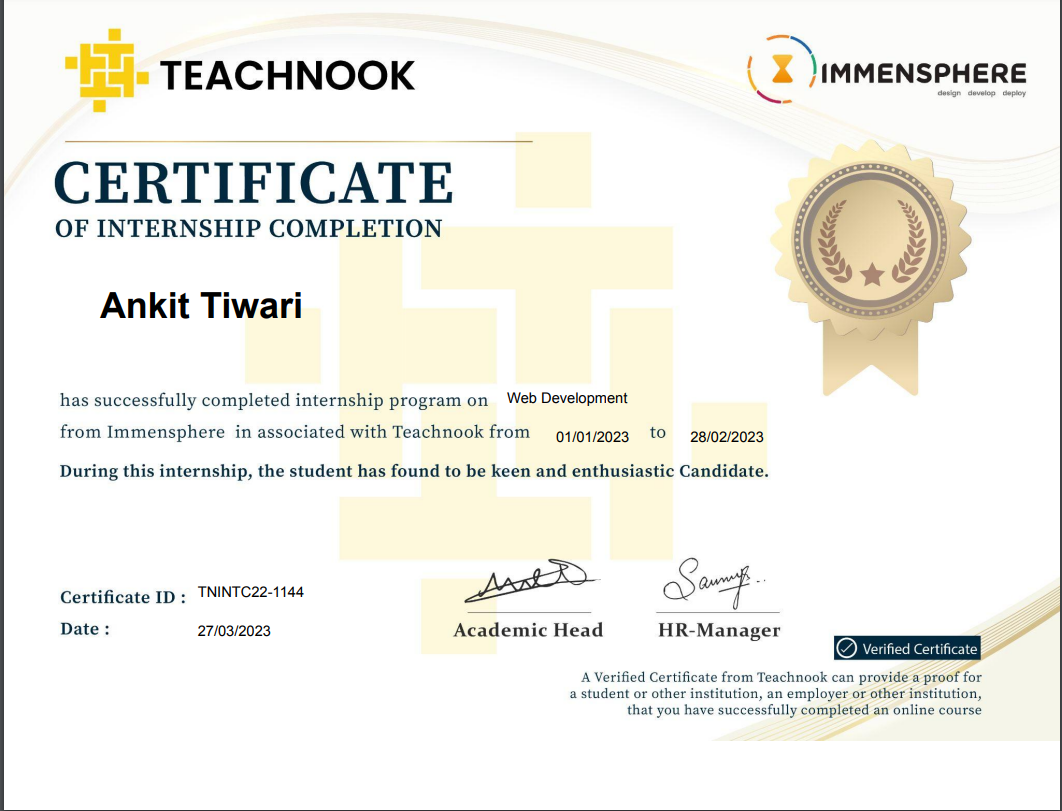 TEACHNOOK
IMMENSPHERE
design develop deploy
CERTIFICATE
OF INTERNSHIP COMPLETION
Ankit Tiwari
has successfully completed internship program on Web Development
from Immensphere in associated with Teachnook from 01/01/2023 to 28/02/2023
During this internship, the student has found to be keen and enthusiastic Candidate.
Certificate ID : TNINTC22-1144
Date : 27/03/2023
Academic Head
HR-Manager
Verified Certificate
A Verified Certificate from Teachnook can provide a proof for
a student or other institution, an employer or other institution,
that you have successfully completed an online course